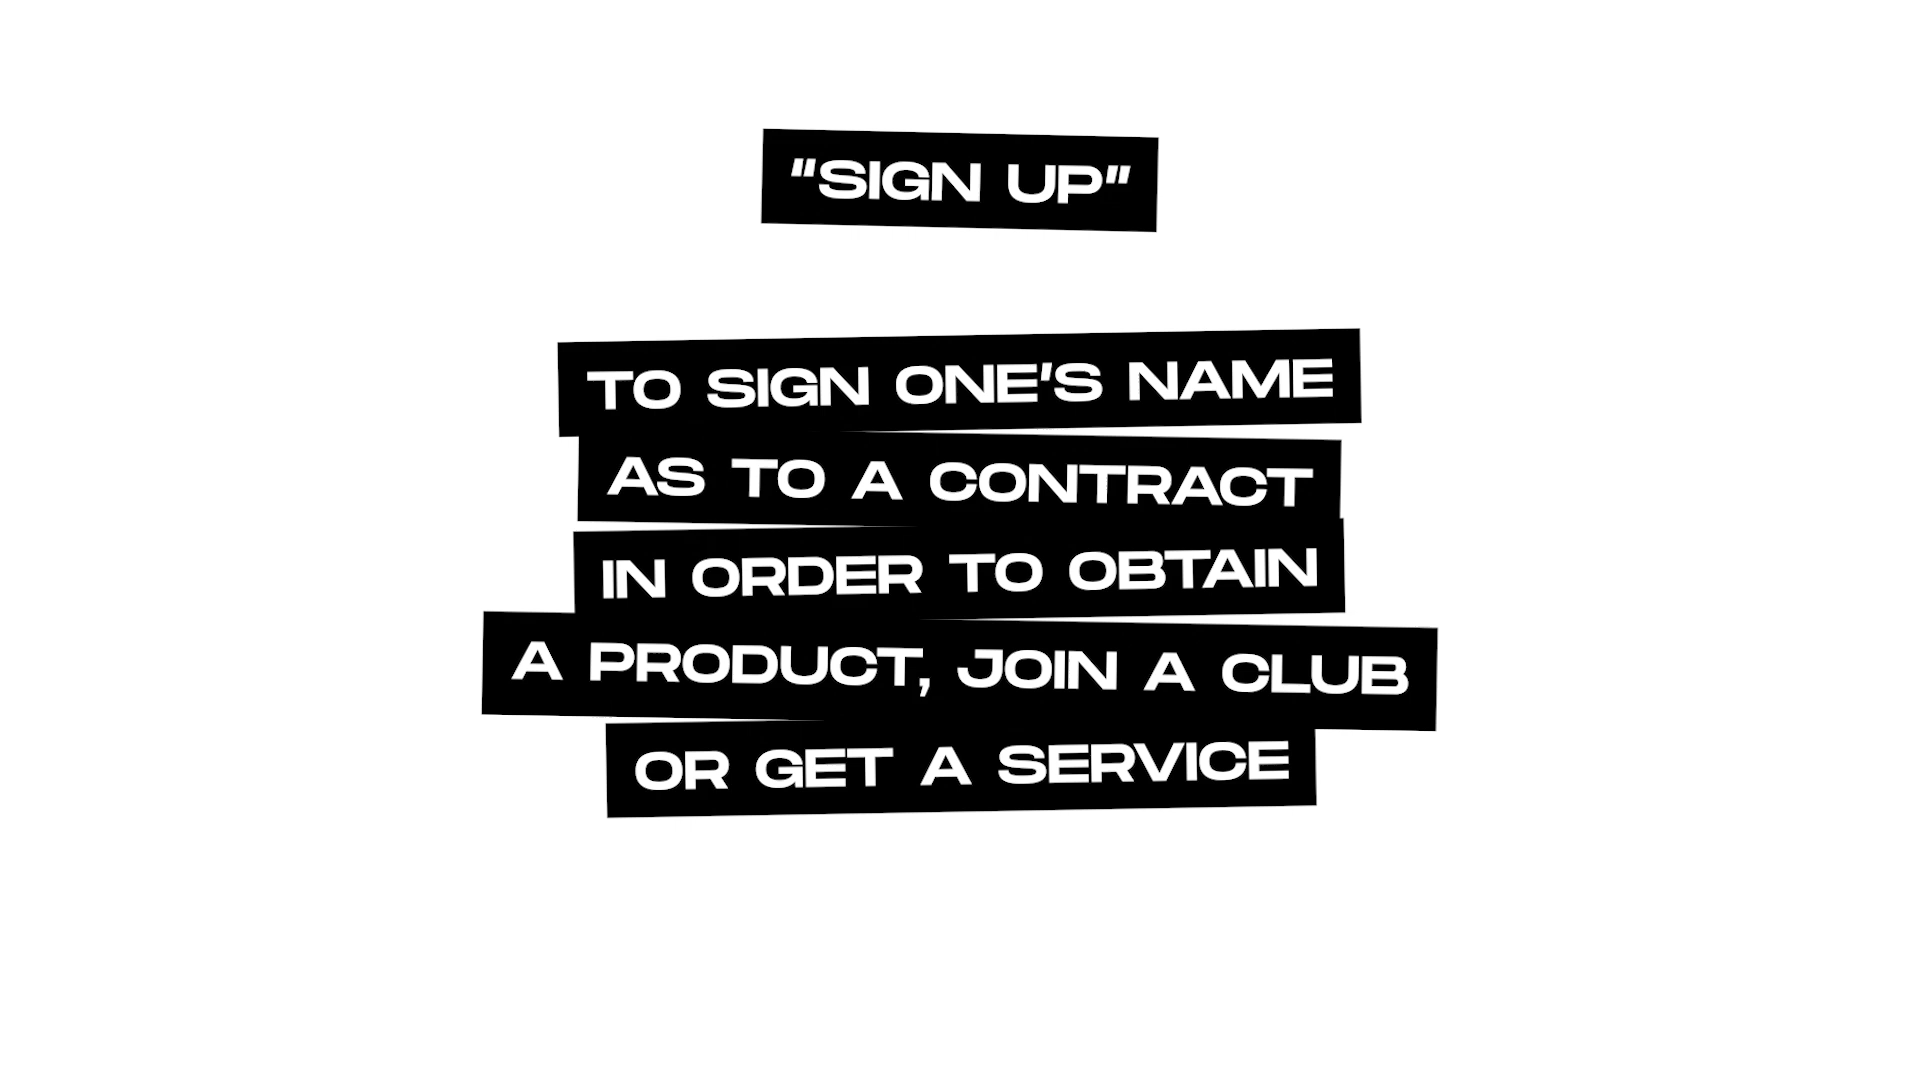 “SIGN UP”
TO SIGN ONE’S NAME
AS TO A CONTRACT
IN ORDER TO OBTAIN
A PRODUCT, JOIN A CLUB
OR GET A SERVICE